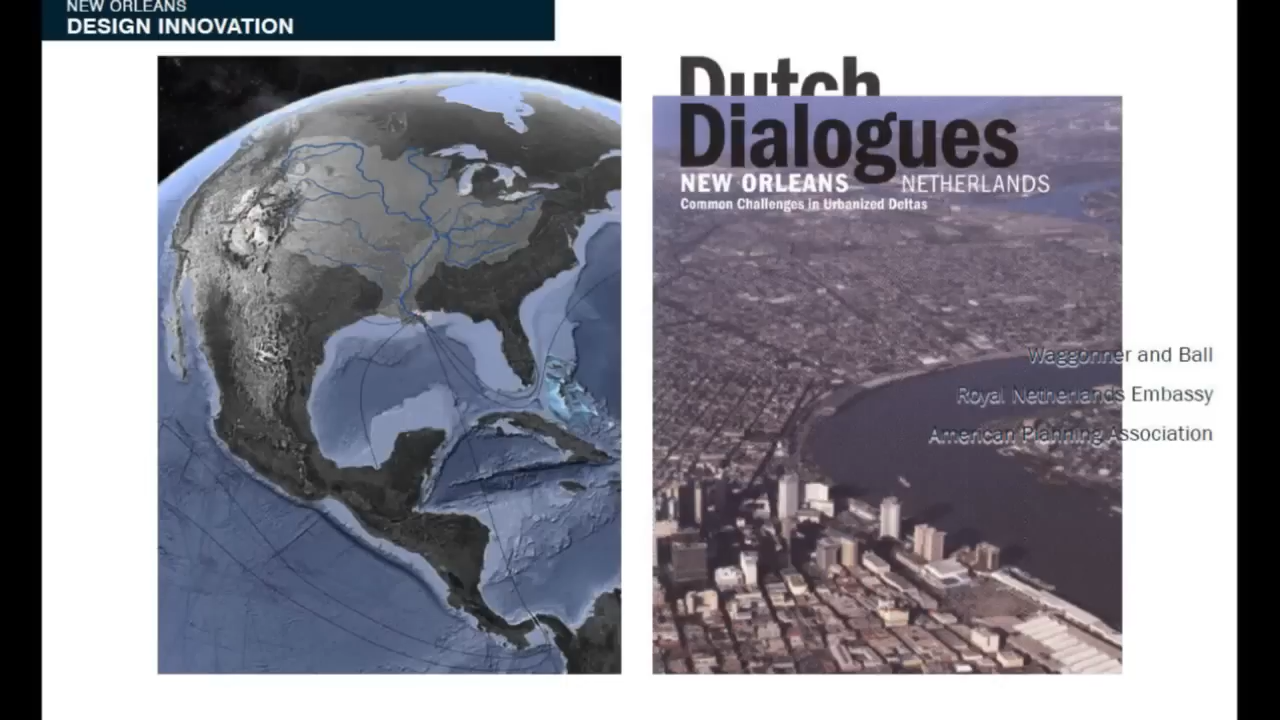 NEW ORLEANS
DESIGN INNOVATION
Dutch
Dialogues
NEW ORLEANS NETHERLANDS
Common Challenges in Urbanized Deltas
Waggonner and Ball
Royal Netherlands Embassy
American Planning Association